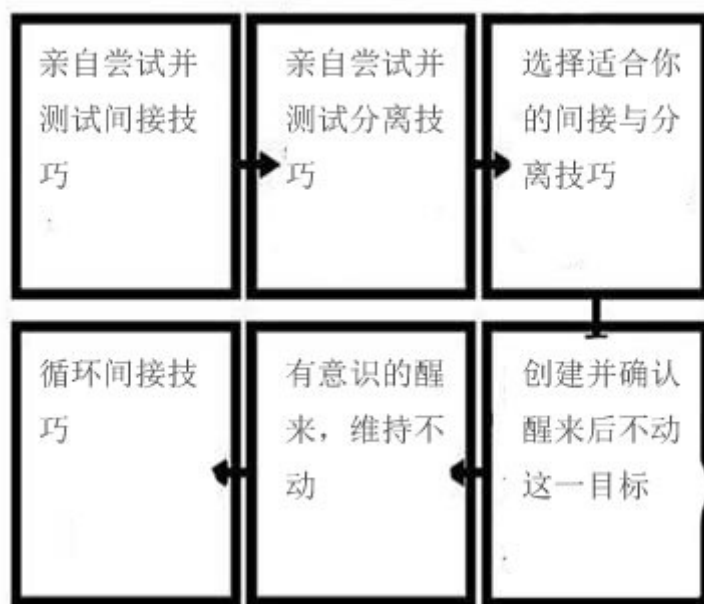 亲自尝试并
测试间接技
巧
亲自尝试并
测试分离技
巧
选择适合你
的间接与分
离技巧
创建并确认
醒来后不动
这一目标
有意识的醒
来，维持不
动
循环间接技
巧